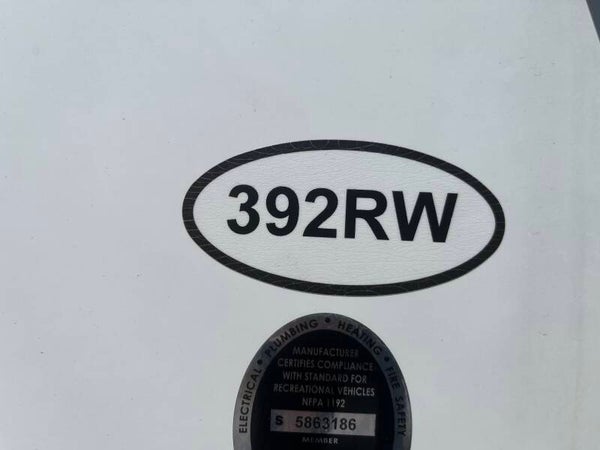 392RW
ELECTRICAL • PLUMBING • HEATING • FIRE SAFETY
MANUFACTURER
CERTIFIES COMPLIANCE
WITH STANDARD FOR
RECREATIONAL VEHICLES
NFPA 1192
S 5863186
MEMBER